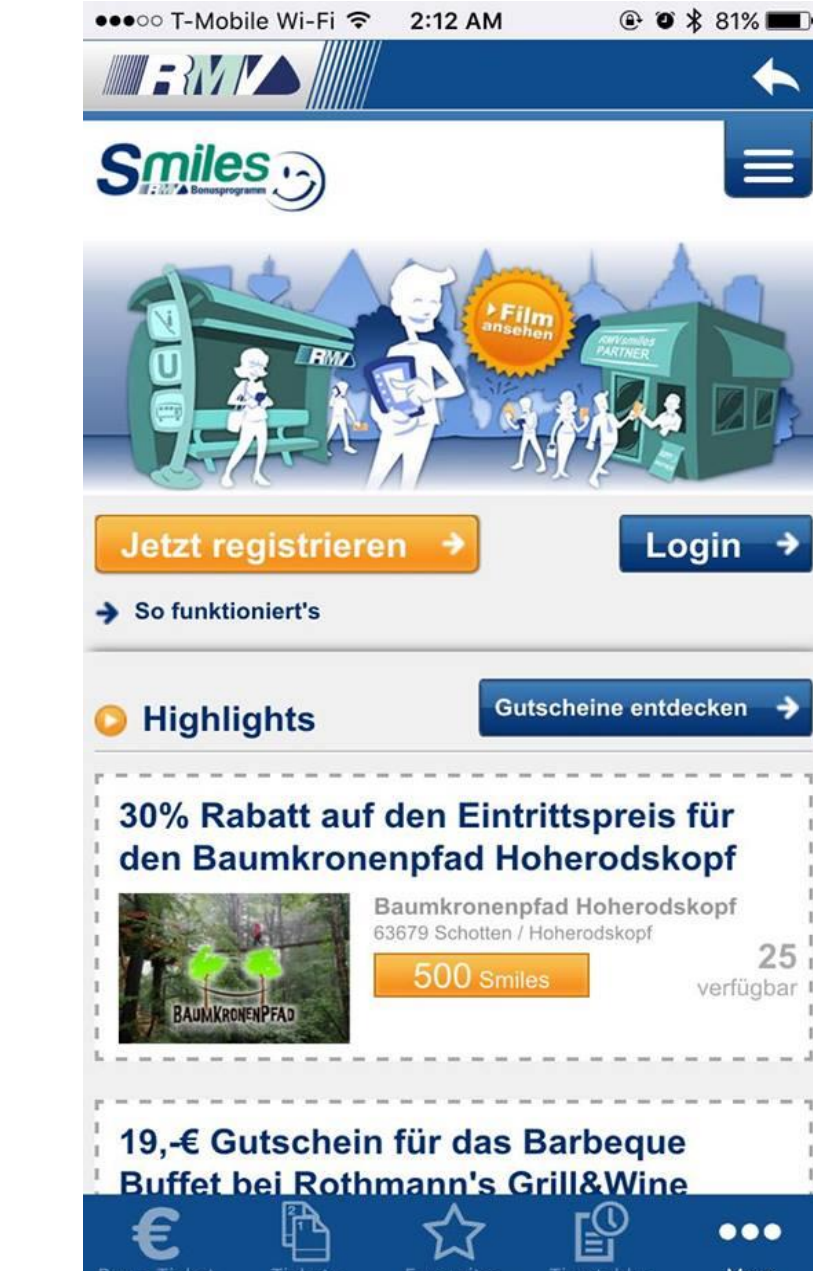 T-Mobile Wi-Fi 2:12 AM 81%
RMV
Smiles
RMV Bonusprogramm
Film
ansehen
RMV
RMVsmiles
PARTNER
U
Jetzt registrieren
Login
So funktioniert's
Highlights
Gutscheine entdecken
30% Rabatt auf den Eintrittspreis für
den Baumkronenpfad Hoherodskopf
Baumkronenpfad Hoherodskopf
63679 Schotten / Hoherodskopf
500 Smiles
25
verfügbar
BAUMKRONENPFAD
19,-€ Gutschein für das Barbeque
Buffet bei Rothmann's Grill&Wine